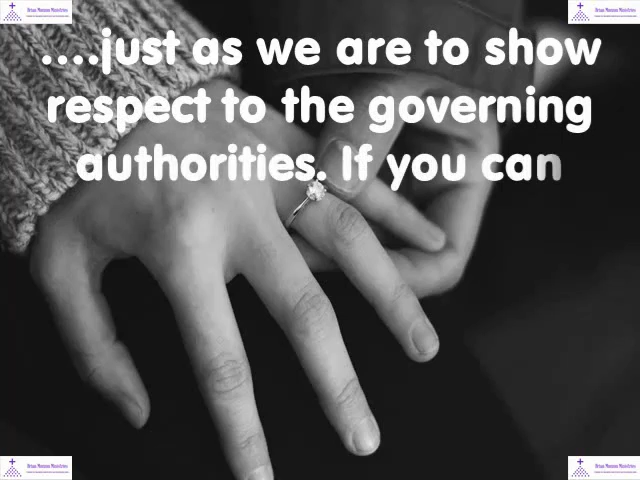 ....just as we are to show
respect to the governing
authorities. If you can